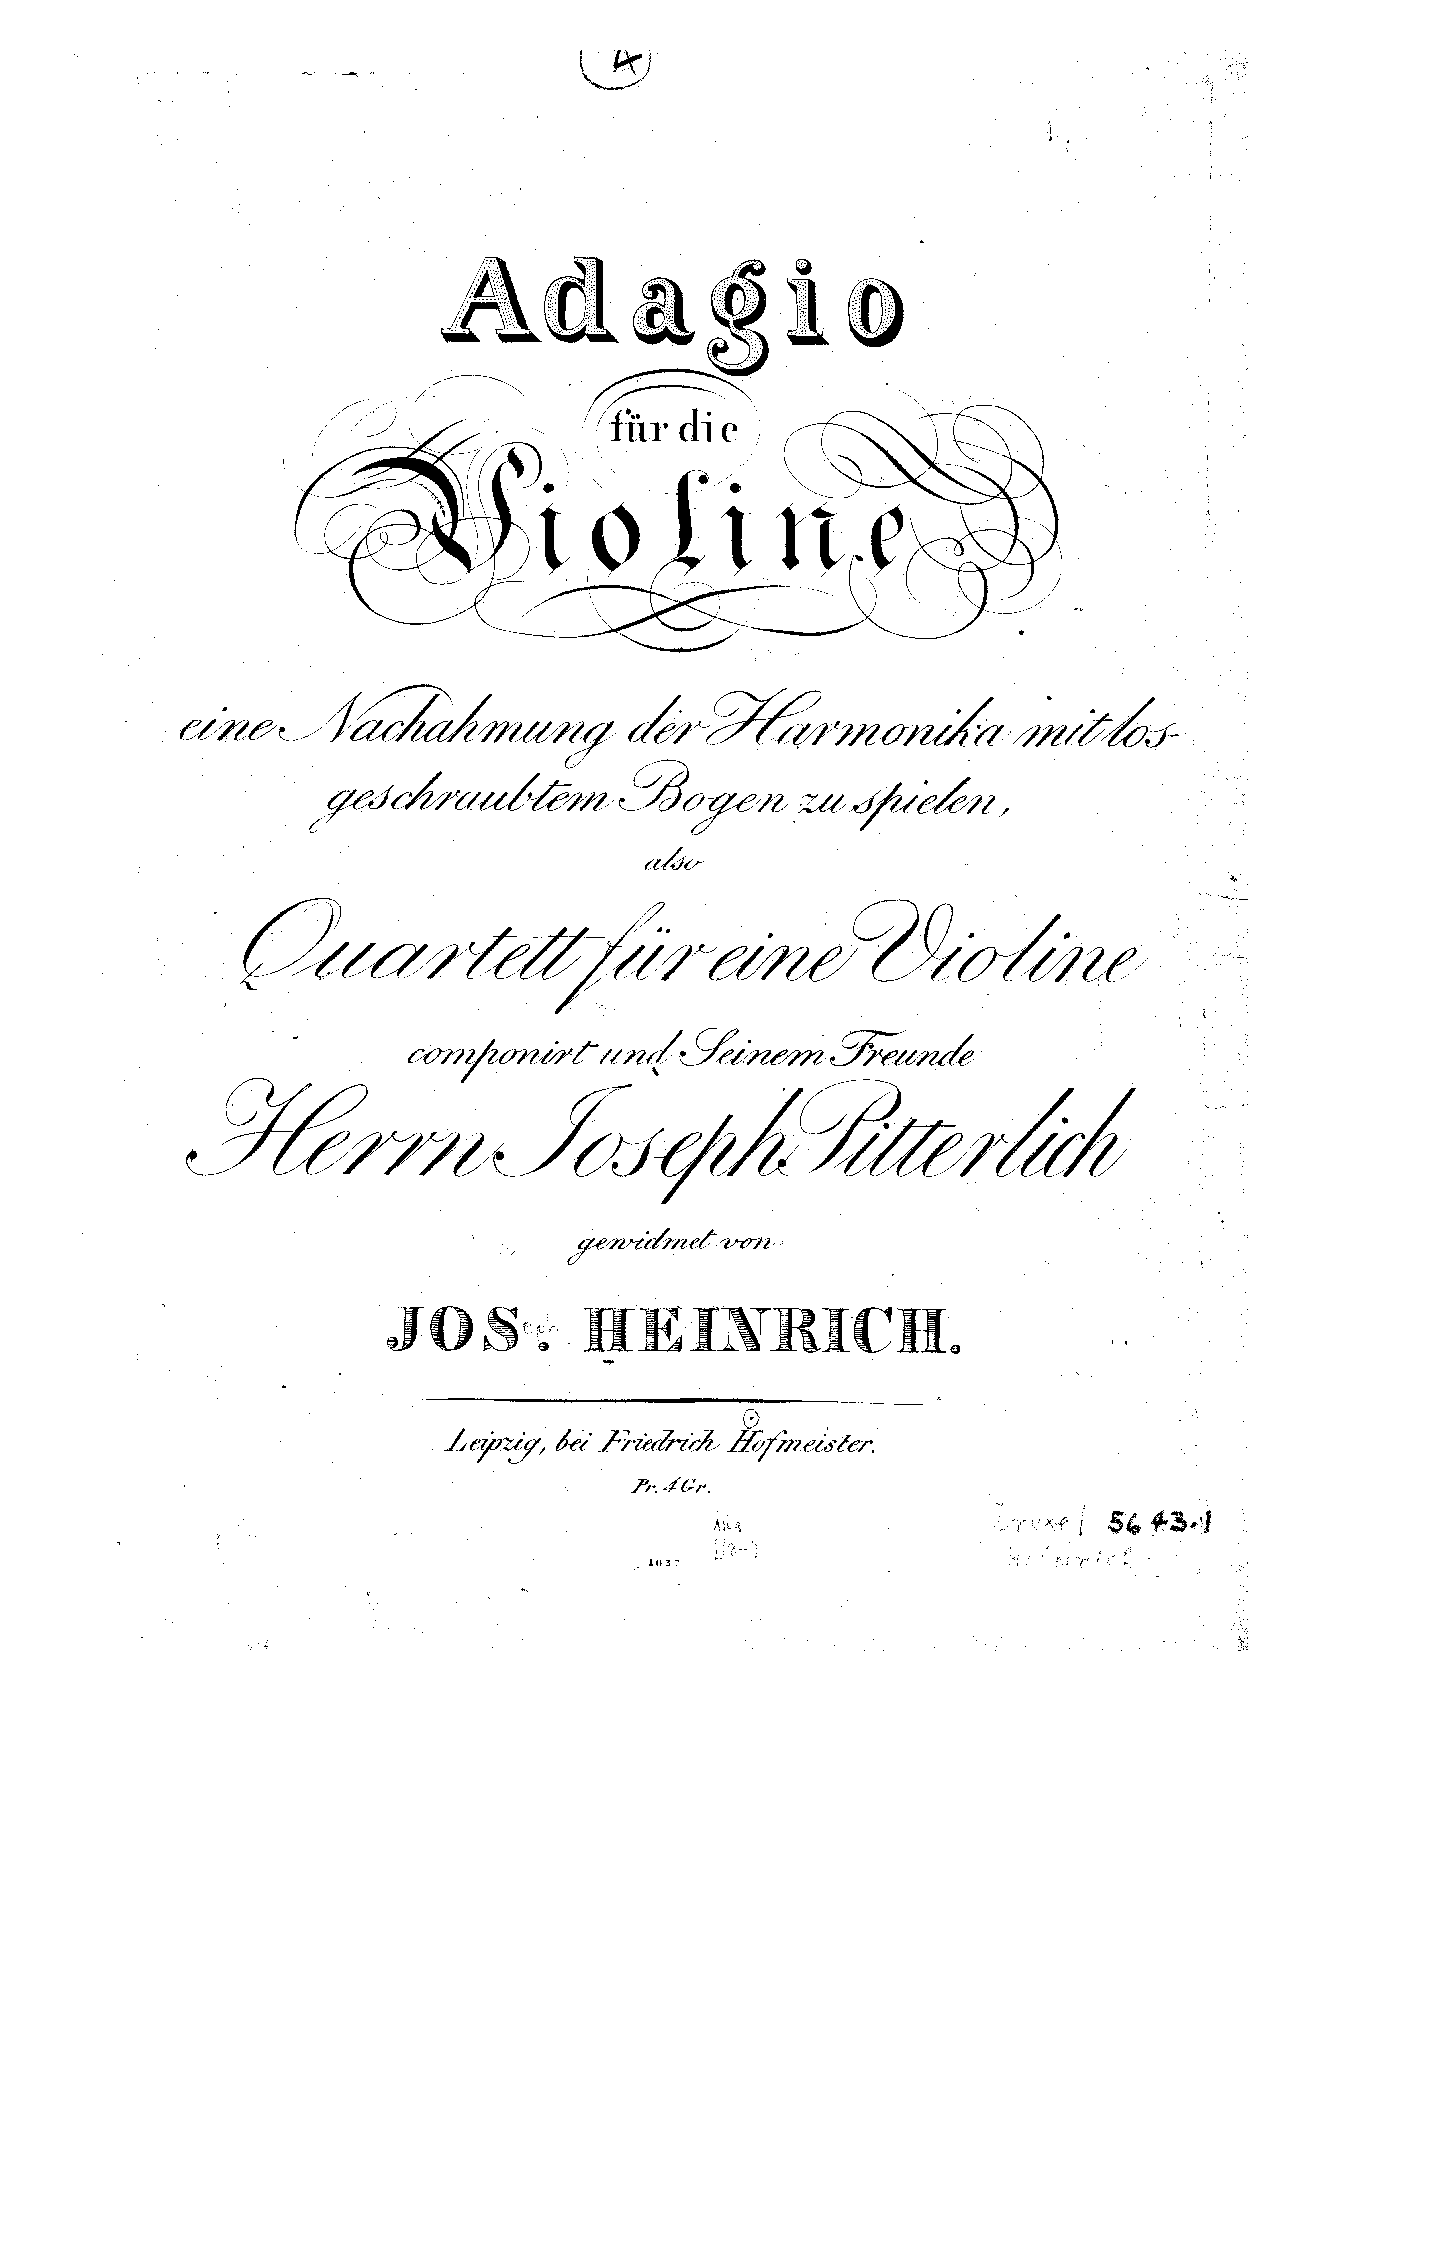 4
Adagio
für die
Violine
eine Nachahmung der Harmonika mit los-
geschraubtem Bogen zu spielen,
also
Quartett für eine Violine
componirt und Seinem Freunde
Herrn Joseph Pitterlich
gewidmet von
JOS. HEINRICH.
Leipzig, bei Friedrich Hofmeister.
Pr. 4 Gr.
5643.1
Heinrich